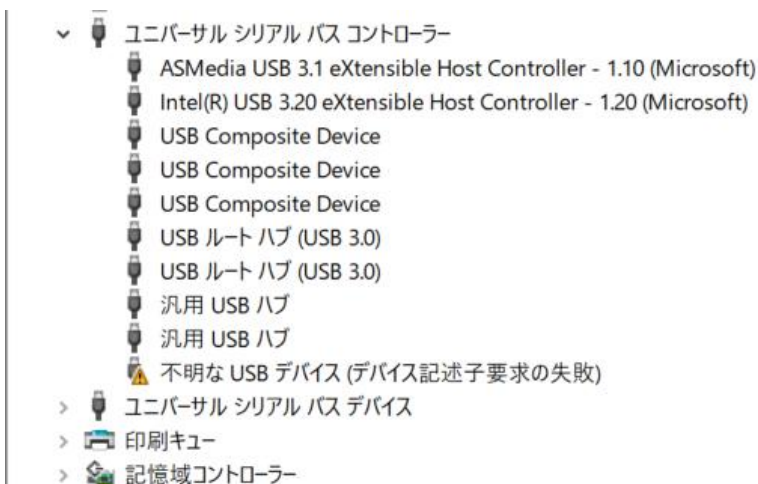 ユニバーサル シリアル バス コントローラー
ASMedia USB 3.1 eXtensible Host Controller - 1.10 (Microsoft)
Intel(R) USB 3.20 eXtensible Host Controller - 1.20 (Microsoft)
USB Composite Device
USB Composite Device
USB Composite Device
USB ルート ハブ (USB 3.0)
USB ルート ハブ (USB 3.0)
汎用 USB ハブ
汎用 USB ハブ
不明な USB デバイス (デバイス記述子要求の失敗)
ユニバーサル シリアル バス デバイス
印刷キュー
記憶域コントローラー